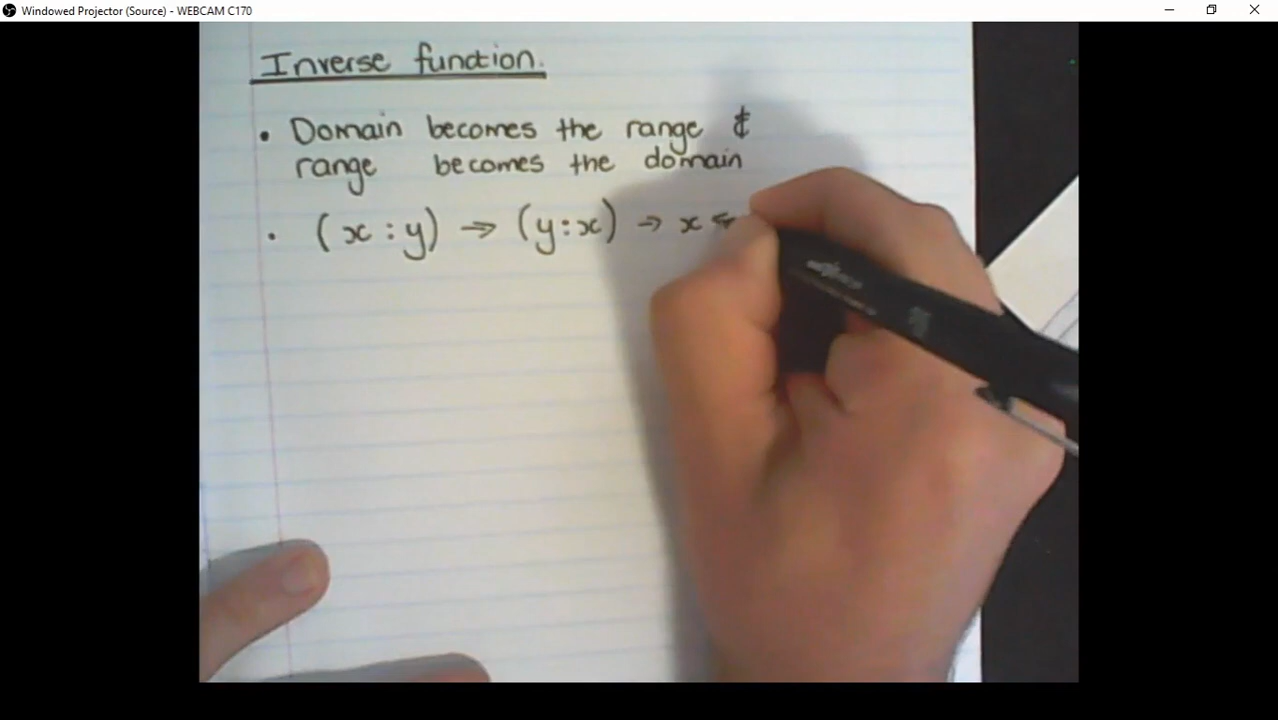 Windowed Projector (Source) - WEBCAM C170
Inverse function.
• Domain becomes the range &
range becomes the domain
• (x : y) → (y : x) → x